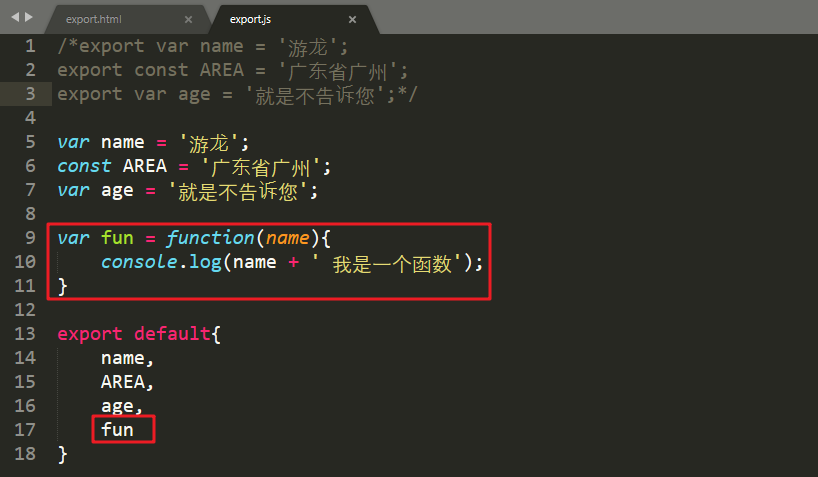 export.html × export.js ×
1 /*export var name = '游龙';
2 export const AREA = '广东省广州';
3 export var age = '就是不告诉您';*/
4
5 var name = '游龙';
6 const AREA = '广东省广州';
7 var age = '就是不告诉您';
8
9 var fun = function(name){
10 console.log(name + ' 我是一个函数');
11 }
12
13 export default{
14 name,
15 AREA,
16 age,
17 fun
18 }